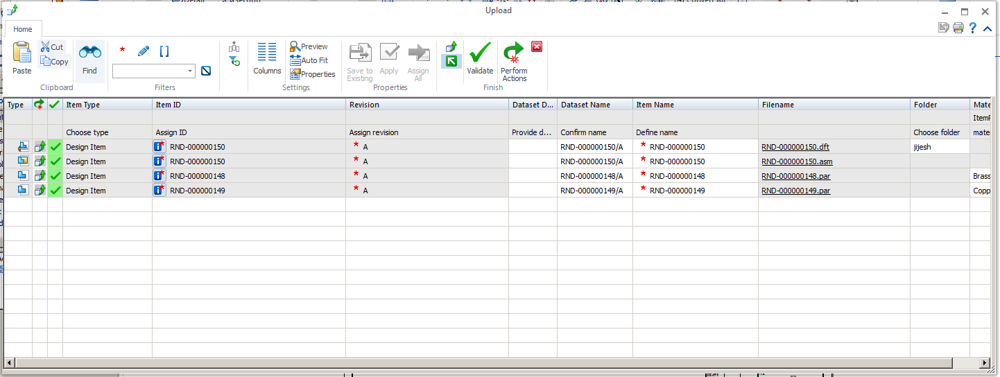 Upload
Home
Paste
Cut
Copy
Clipboard
Find
Filters
Columns
Preview
Auto Fit
Properties
Settings
Save to Existing
Apply
Assign All
Properties
Validate
Perform Actions
Finish
Type Item Type Item ID Revision Dataset D... Dataset Name Item Name Filename Folder Mate
ItemR
Choose type Assign ID Assign revision Provide d... Confirm name Define name Choose folder mater
Design Item RND-000000150 * A RND-000000150/A * RND-000000150 RND-000000150.dft jijesh
Design Item RND-000000150 * A RND-000000150/A * RND-000000150 RND-000000150.asm
Design Item RND-000000148 * A RND-000000148/A * RND-000000148 RND-000000148.par Brass
Design Item RND-000000149 * A RND-000000149/A * RND-000000149 RND-000000149.par Copp